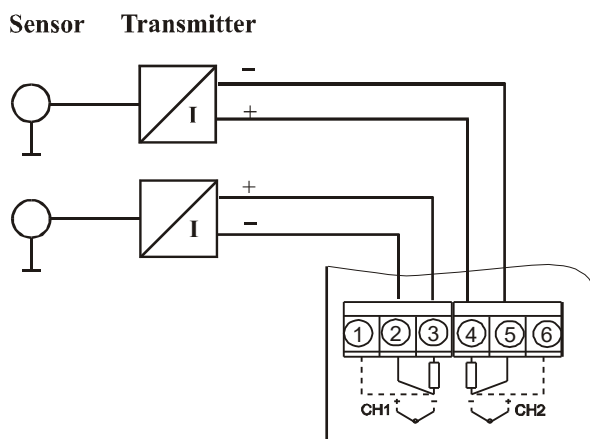 Sensor Transmitter
−
I
+
+
I
−
1 2 3 4 5 6
+ − − +
CH1 CH2